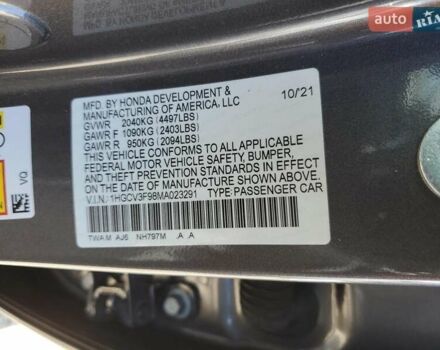 auto RIA
MFD. BY HONDA DEVELOPMENT &
MANUFACTURING OF AMERICA, LLC 10/21
GVWR 2040KG (4497LBS)
GAWR F 1090KG (2403LBS)
GAWR R 950KG (2094LBS)
THIS VEHICLE CONFORMS TO ALL APPLICABLE
FEDERAL MOTOR VEHICLE SAFETY, BUMPER,
AND THEFT PREVENTION STANDARDS IN EFFECT
ON THE DATE OF MANUFACTURE SHOWN ABOVE.
V.I.N.: 1HGCV3F98MA023291 TYPE: PASSENGER CAR
TWA:M AJ6 NH797M .A .A
VQ